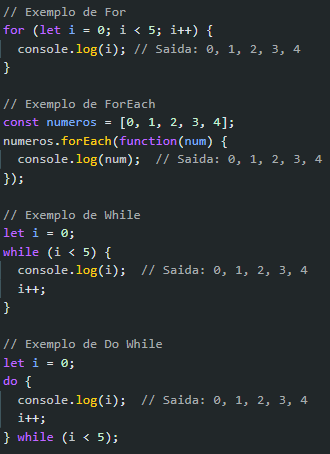 // Exemplo de For
for (let i = 0; i < 5; i++) {
  console.log(i); // Saida: 0, 1, 2, 3, 4
}

// Exemplo de ForEach
const numeros = [0, 1, 2, 3, 4];
numeros.forEach(function(num) {
  console.log(num);  // Saida: 0, 1, 2, 3, 4
});

// Exemplo de While
let i = 0;
while (i < 5) {
  console.log(i);  // Saida: 0, 1, 2, 3, 4
  i++;
}

// Exemplo de Do While
let i = 0;
do {
  console.log(i);  // Saida: 0, 1, 2, 3, 4
  i++;
} while (i < 5);